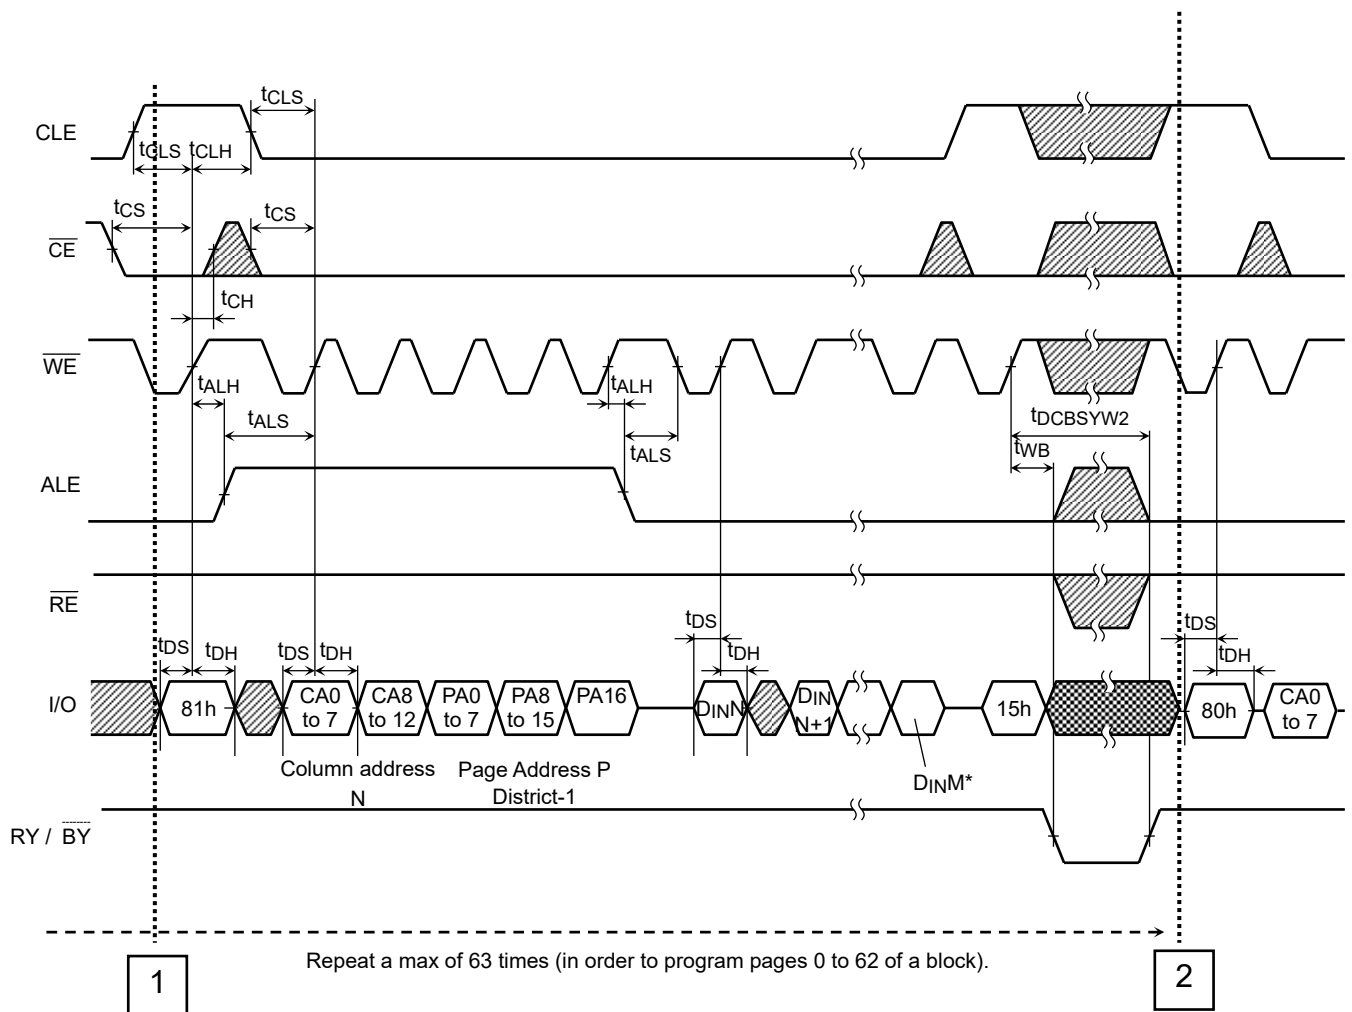 tCLS
CLE
tCLS tCLH
tCS tCS
CE
tCH
WE
tALH tALH
tALS tDCBSYW2
tALS tWB
ALE
RE
tDS tDS
tDS tDH tDS tDH tDH tDH
I/O 81h CA0 to 7 CA8 to 12 PA0 to 7 PA8 to 15 PA16 DINN DIN N+1 15h 80h CA0 to 7
Column address Page Address P DINM*
N District-1
RY / BY
Repeat a max of 63 times (in order to program pages 0 to 62 of a block).
1 2